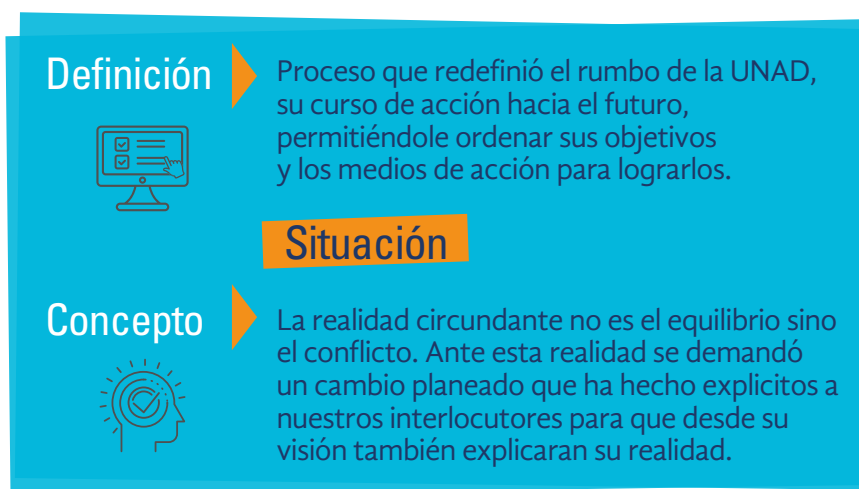 Definición
Proceso que redefinió el rumbo de la UNAD,
su curso de acción hacia el futuro,
permitiéndole ordenar sus objetivos
y los medios de acción para lograrlos.
Situación
Concepto
La realidad circundante no es el equilibrio sino
el conflicto. Ante esta realidad se demandó
un cambio planeado que ha hecho explicitos a
nuestros interlocutores para que desde su
visión también explicaran su realidad.